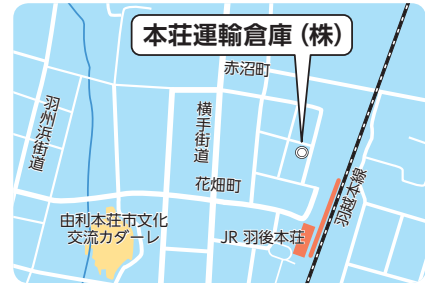 本荘運輸倉庫(株)
赤沼町
羽州浜街道
横手街道
花畑町
羽越本線
由利本荘市文化
交流カダーレ
JR 羽後本荘